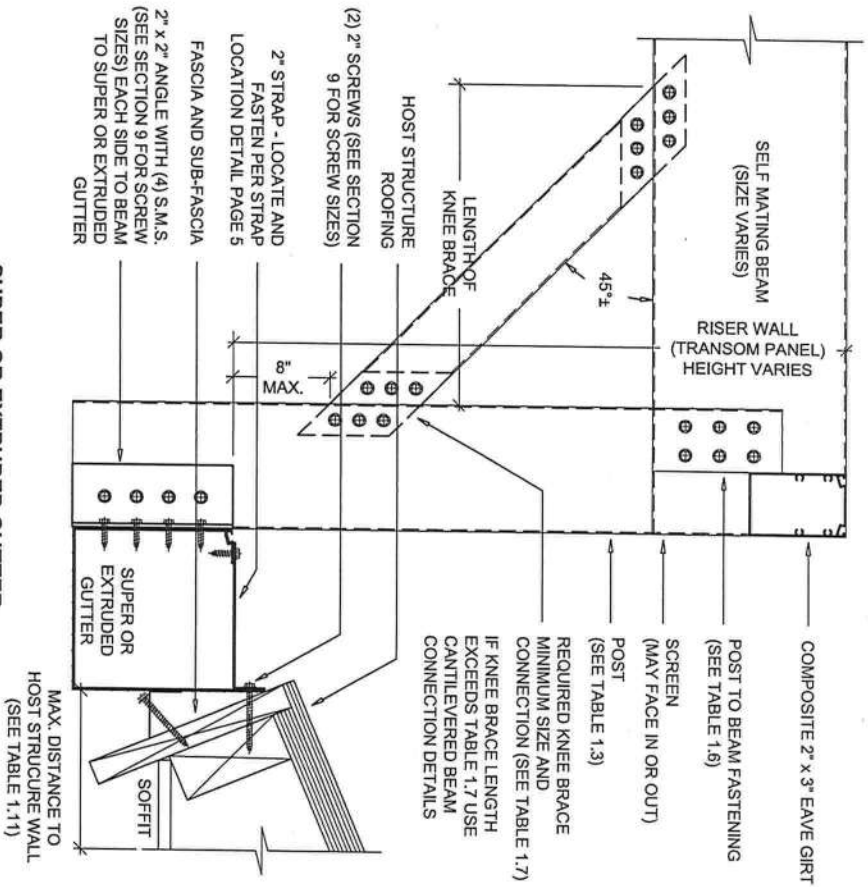 SELF MATING BEAM
(SIZE VARIES)
RISER WALL
(TRANSOM PANEL)
HEIGHT VARIES
45°±
LENGTH OF
KNEE BRACE
8"
MAX.
HOST STRUCTURE
ROOFING
(2) 2" SCREWS (SEE SECTION
9 FOR SCREW SIZES)
2" STRAP - LOCATE AND
FASTEN PER STRAP
LOCATION DETAIL PAGE 5
FASCIA AND SUB-FASCIA
2" x 2" ANGLE WITH (4) S.M.S.
(SEE SECTION 9 FOR SCREW
SIZES) EACH SIDE TO BEAM
TO SUPER OR EXTRUDED
GUTTER
COMPOSITE 2" x 3" EAVE GIRT
POST TO BEAM FASTENING
(SEE TABLE 1.6)
SCREEN
(MAY FACE IN OR OUT)
POST
(SEE TABLE 1.3)
REQUIRED KNEE BRACE
MINIMUM SIZE AND
CONNECTION (SEE TABLE 1.7)
IF KNEE BRACE LENGTH
EXCEEDS TABLE 1.7 USE
CANTILEVERED BEAM
CONNECTION DETAILS
SUPER OR
EXTRUDED
GUTTER
SOFFIT
MAX. DISTANCE TO
HOST STRUCURE WALL
(SEE TABLE 1.11)
SUPER OR EXTRUDED GUTTER